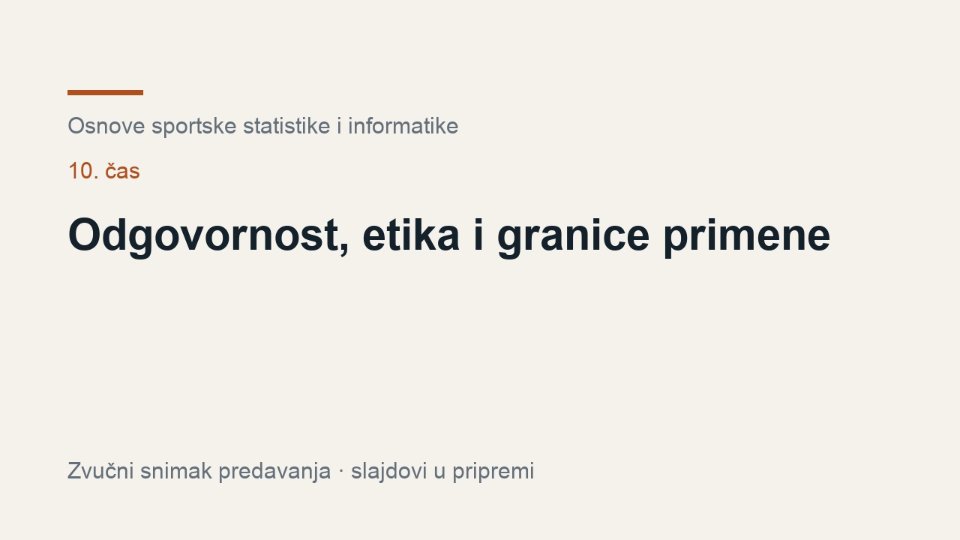 Osnove sportske statistike i informatike
10. čas
Odgovornost, etika i granice primene
Zvučni snimak predavanja · slajdovi u pripremi